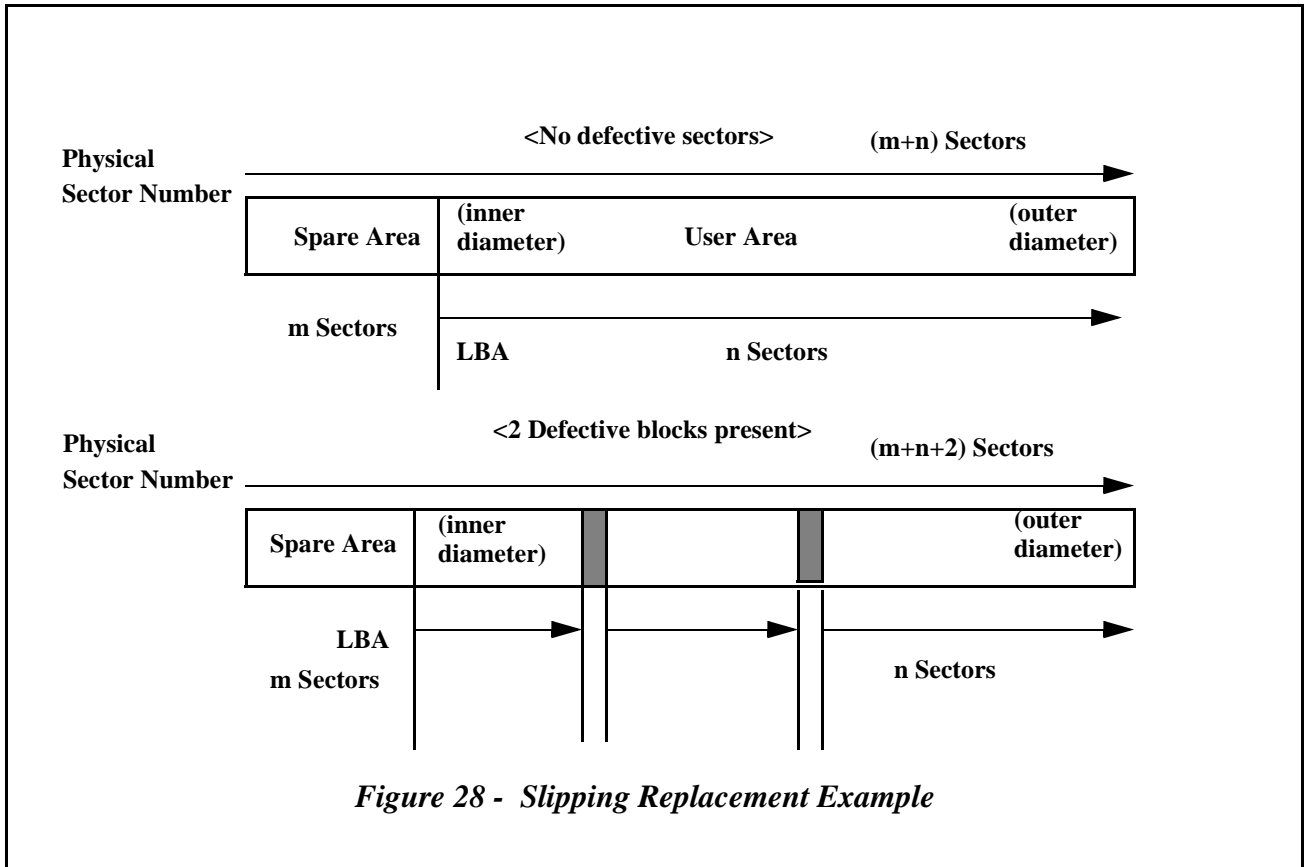 <No defective sectors>
(m+n) Sectors
Physical
Sector Number
Spare Area
(inner
diameter)
User Area
(outer
diameter)
m Sectors
LBA
n Sectors
<2 Defective blocks present>
(m+n+2) Sectors
Physical
Sector Number
Spare Area
(inner
diameter)
(outer
diameter)
LBA
m Sectors
n Sectors
Figure 28 - Slipping Replacement Example